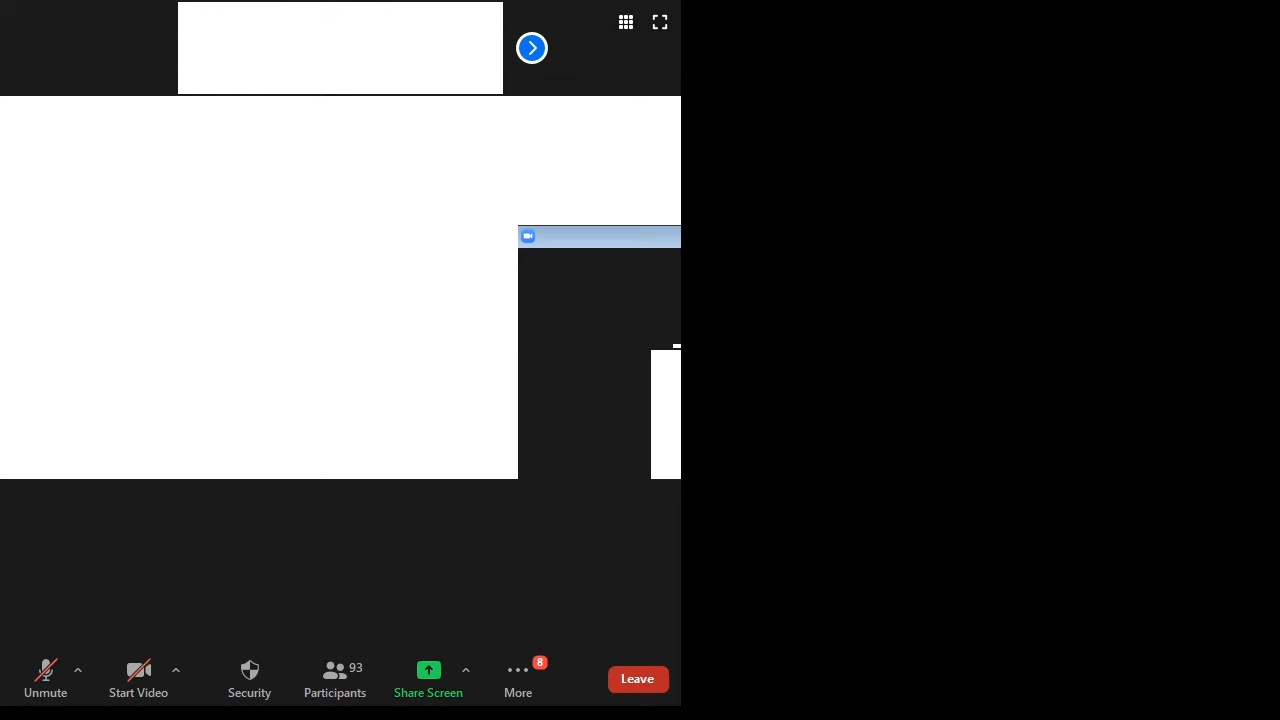 93
8
Unmute
Start Video
Security
Participants
Share Screen
More
Leave